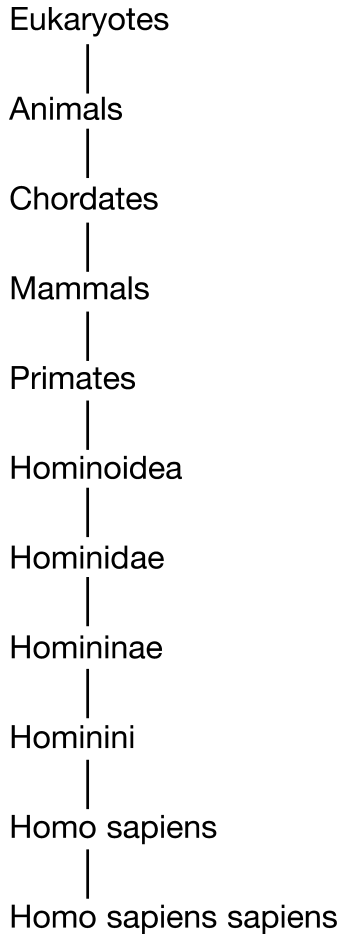 Eukaryotes
Animals
Chordates
Mammals
Primates
Hominoidea
Hominidae
Homininae
Hominini
Homo sapiens
Homo sapiens sapiens